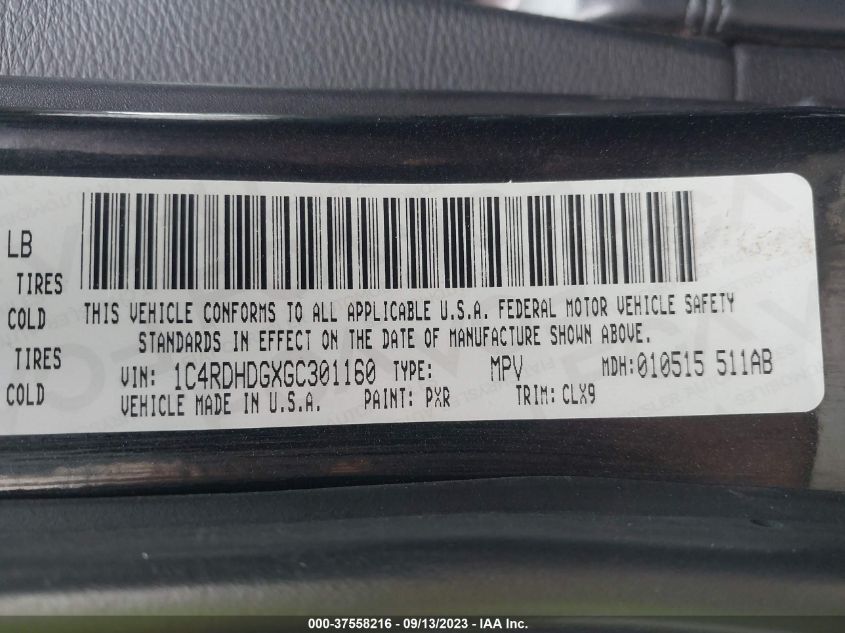 LB
TIRES
COLD
TIRES
COLD
THIS VEHICLE CONFORMS TO ALL APPLICABLE U.S.A. FEDERAL MOTOR VEHICLE SAFETY
STANDARDS IN EFFECT ON THE DATE OF MANUFACTURE SHOWN ABOVE.
VIN: 1C4RDHDGXGC301160 TYPE: MPV MDH:010515 511AB
VEHICLE MADE IN U.S.A. PAINT: PXR TRIM: CLX9
000-37558216 - 09/13/2023 - IAA Inc.